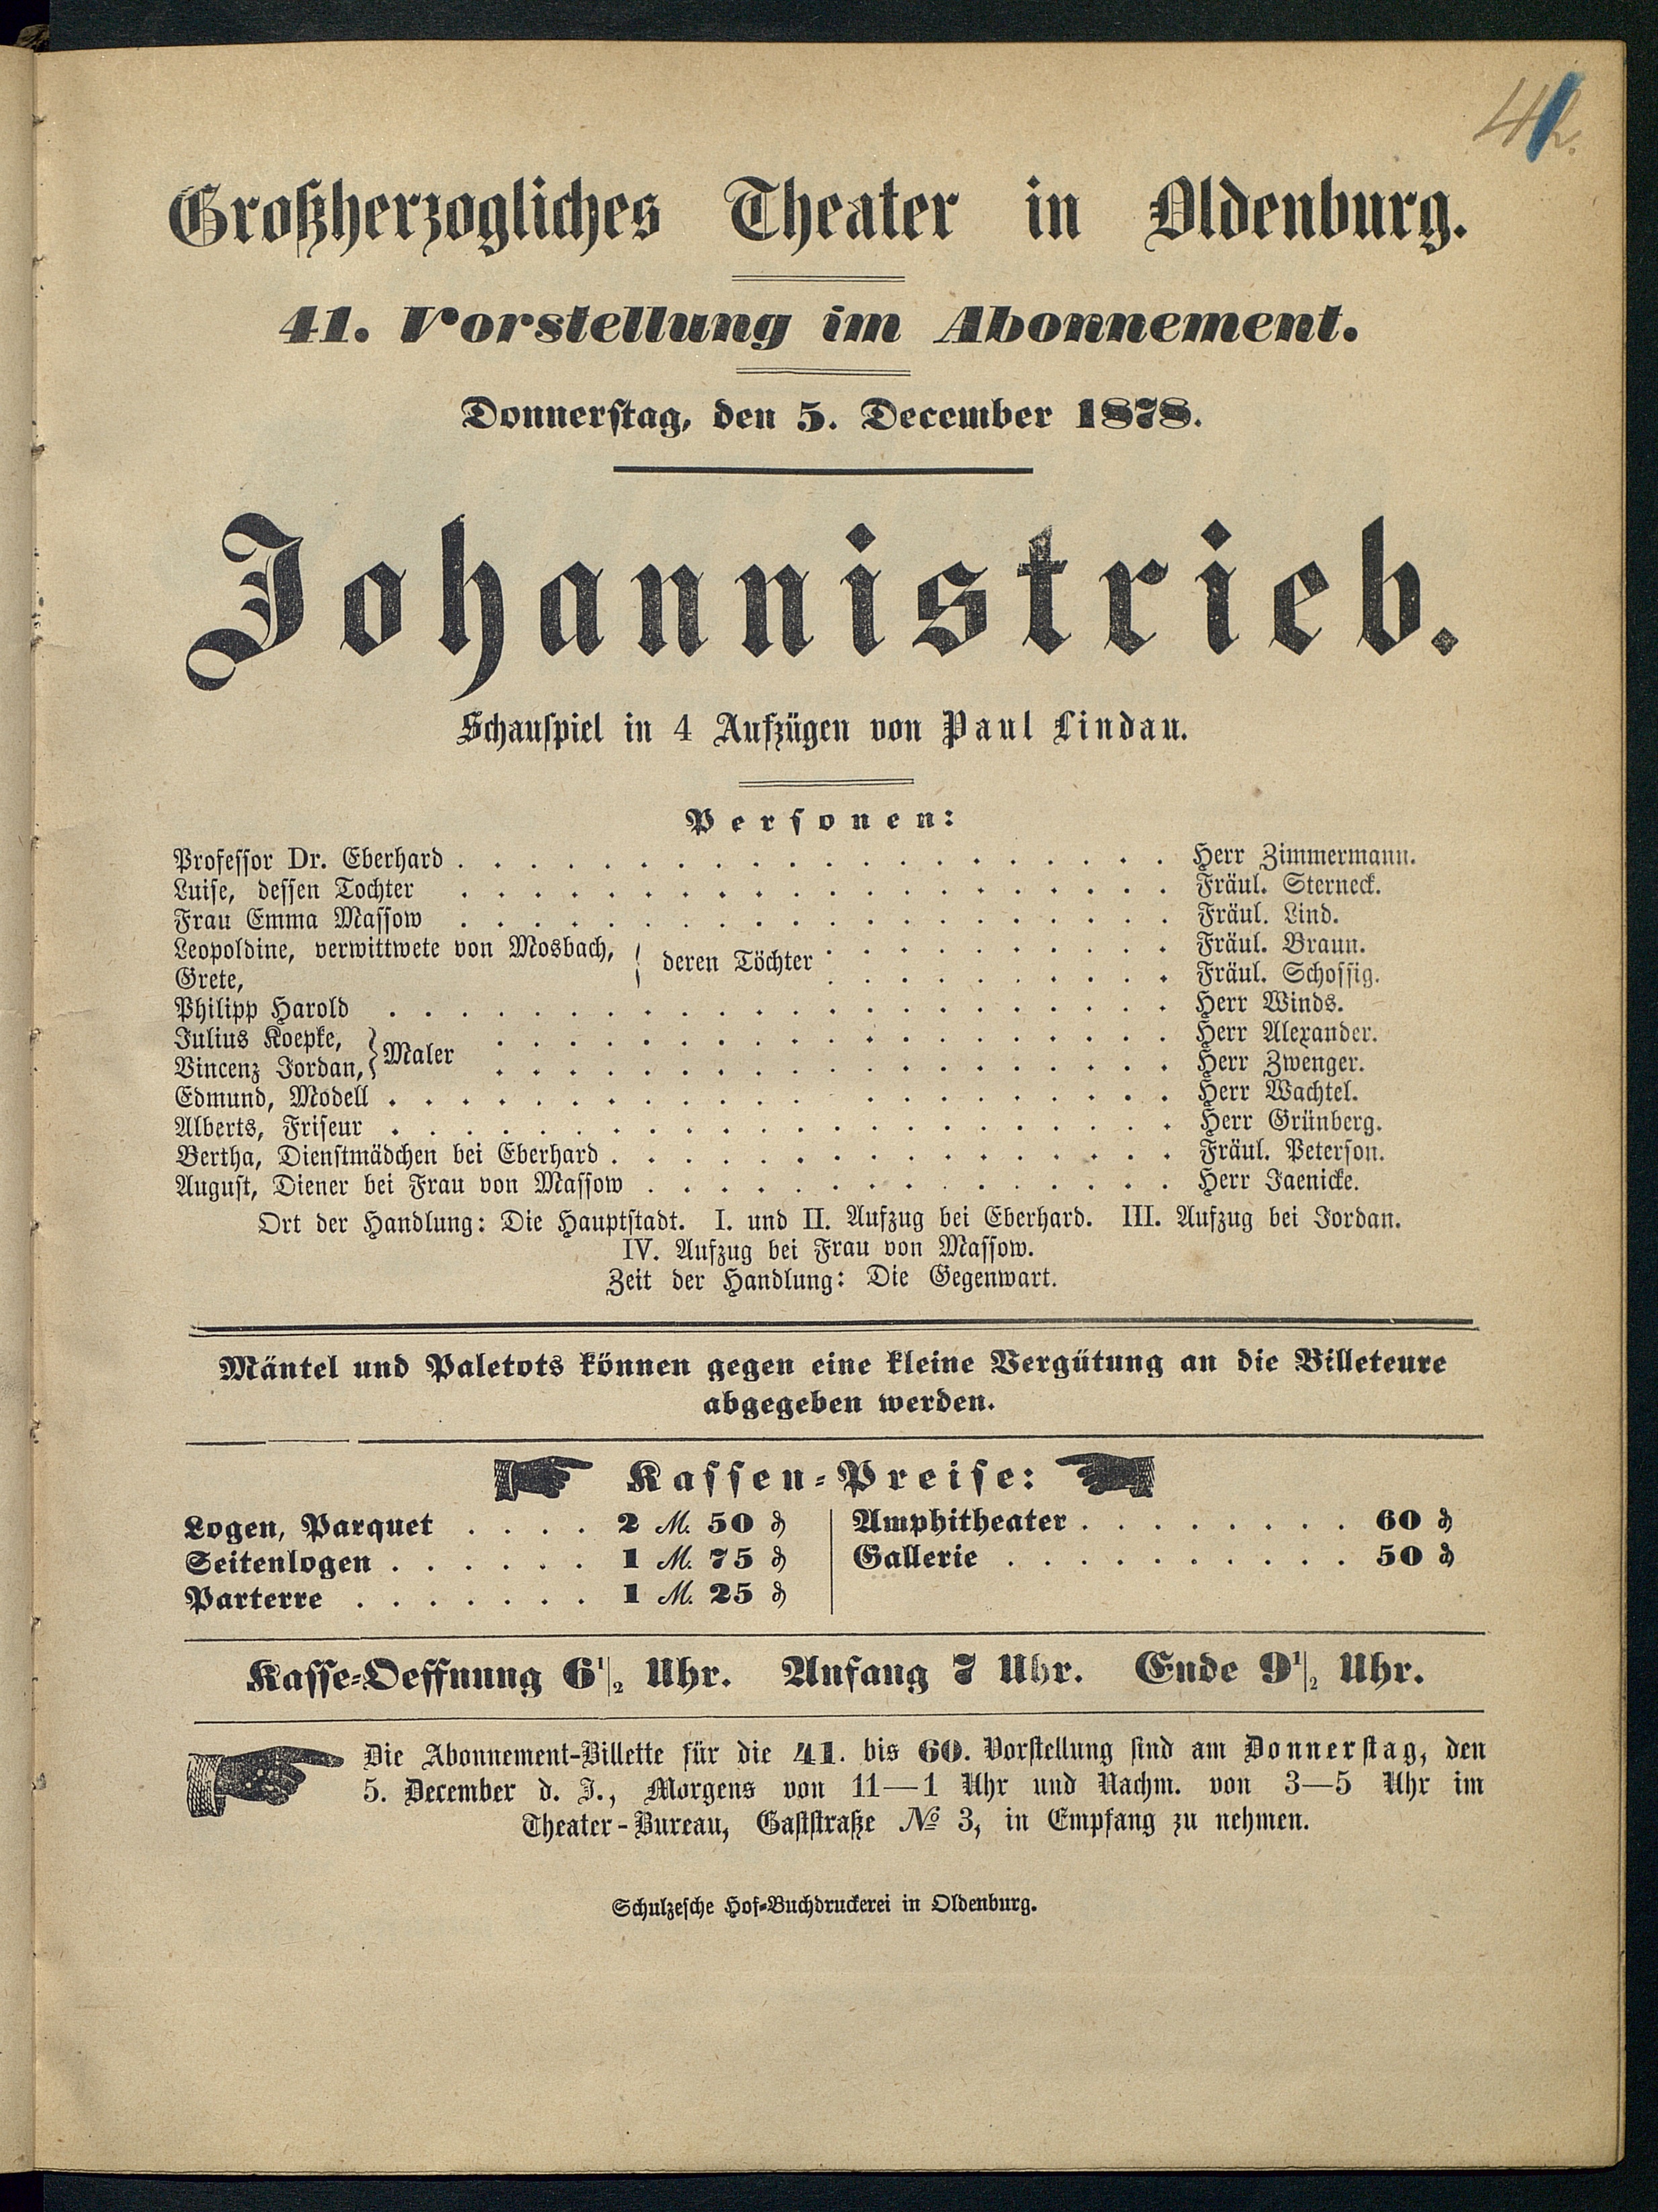 Großherzogliches Theater in Oldenburg.
41. Vorstellung im Abonnement.
Donnerstag, den 5. December 1878.
Johannistrieb.
Schauspiel in 4 Aufzügen von Paul Lindau.
Personen:
Professor Dr. Eberhard . . . . . . . . . . Herr Zimmermann.
Luise, dessen Tochter . . . . . . . . . . Fräul. Sterneck.
Frau Emma Massow . . . . . . . . . . Fräul. Lind.
Leopoldine, verwittwete von Mosbach, } deren Töchter . . . . . . . . . . Fräul. Braun.
Grete, . . . . . . . . . . Fräul. Schossig.
Philipp Harold . . . . . . . . . . Herr Winds.
Julius Koepke, } Maler . . . . . . . . . . Herr Alexander.
Vincenz Jordan, . . . . . . . . . . Herr Zwenger.
Edmund, Modell . . . . . . . . . . Herr Wachtel.
Alberts, Friseur . . . . . . . . . . Herr Grünberg.
Bertha, Dienstmädchen bei Eberhard . . . . . . . . . . Fräul. Peterson.
August, Diener bei Frau von Massow . . . . . . . . . . Herr Jaenicke.
Ort der Handlung: Die Hauptstadt. I. und II. Aufzug bei Eberhard. III. Aufzug bei Jordan.
IV. Aufzug bei Frau von Massow.
Zeit der Handlung: Die Gegenwart.
Mäntel und Paletots können gegen eine kleine Vergütung an die Billeteure
abgegeben werden.
Kassen-Preise:
Logen, Parquet . . . . 2 M. 50 ₰
Seitenlogen . . . . . . 1 M. 75 ₰
Parterre . . . . . . . 1 M. 25 ₰
Amphitheater . . . . . . . . 60 ₰
Gallerie . . . . . . . . . . 50 ₰
Kasse-Oeffnung 6 1/2 Uhr. Anfang 7 Uhr. Ende 9 1/2 Uhr.
Die Abonnement-Billette für die 41. bis 60. Vorstellung sind am Donnerstag, den
5. December d. J., Morgens von 11—1 Uhr und Nachm. von 3—5 Uhr im
Theater-Bureau, Gaststraße № 3, in Empfang zu nehmen.
Schulzesche Hof-Buchdruckerei in Oldenburg.